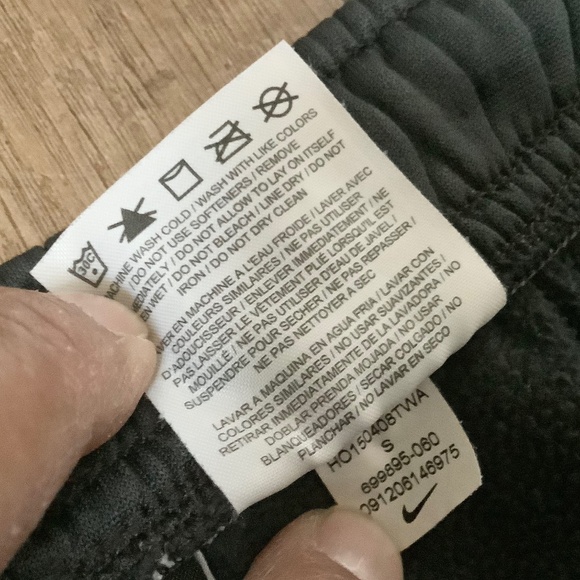 30C
MACHINE WASH COLD / WASH WITH LIKE COLORS
/ DO NOT USE SOFTENERS / REMOVE
IMMEDIATELY / DO NOT ALLOW TO LAY ON ITSELF
WHEN WET / DO NOT BLEACH / LINE DRY / DO NOT
IRON / DO NOT DRY CLEAN
LAVER EN MACHINE A L'EAU FROIDE / LAVER AVEC
COULEURS SIMILAIRES / NE PAS UTILISER
D'ADOUCISSEUR / ENLEVER IMMEDIATEMENT / NE
PAS LAISSER LE VETEMENT PLIÉ LORSQU'IL EST
MOUILLÉ / NE PAS UTILISER D'EAU DE JAVEL /
SUSPENDRE POUR SECHER / NE PAS REPASSER /
NE PAS NETTOYER A SEC
LAVAR A MAQUINA EN AGUA FRIA / LAVAR CON
COLORES SIMILARES / NO USAR SUAVIZANTES /
RETIRAR INMEDIATAMENTE DE LA LAVADORA / NO
DOBLAR PRENDA MOJADA / NO USAR
BLANQUEADORES / SECAR COLGADO / NO
PLANCHAR / NO LAVAR EN SECO
HO150408TWA
S
699895-060
091206146975